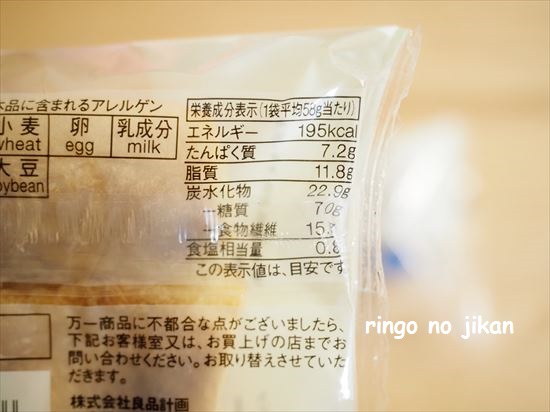 本品に含まれるアレルゲン
小麦 卵 乳成分
wheat egg milk
大豆
soybean
栄養成分表示(1袋平均58g当たり)
エネルギー 195kcal
たんぱく質 7.2g
脂質 11.8g
炭水化物 22.9g
—糖質 7.0g
—食物繊維 15.
食塩相当量 0.8
この表示値は、目安です
万一商品に不都合な点がございましたら、
下記お客様室又は、お買上げの店までお
問い合わせください。お取り替えさせていた
だきます。
株式会社良品計画
ringo no jikan